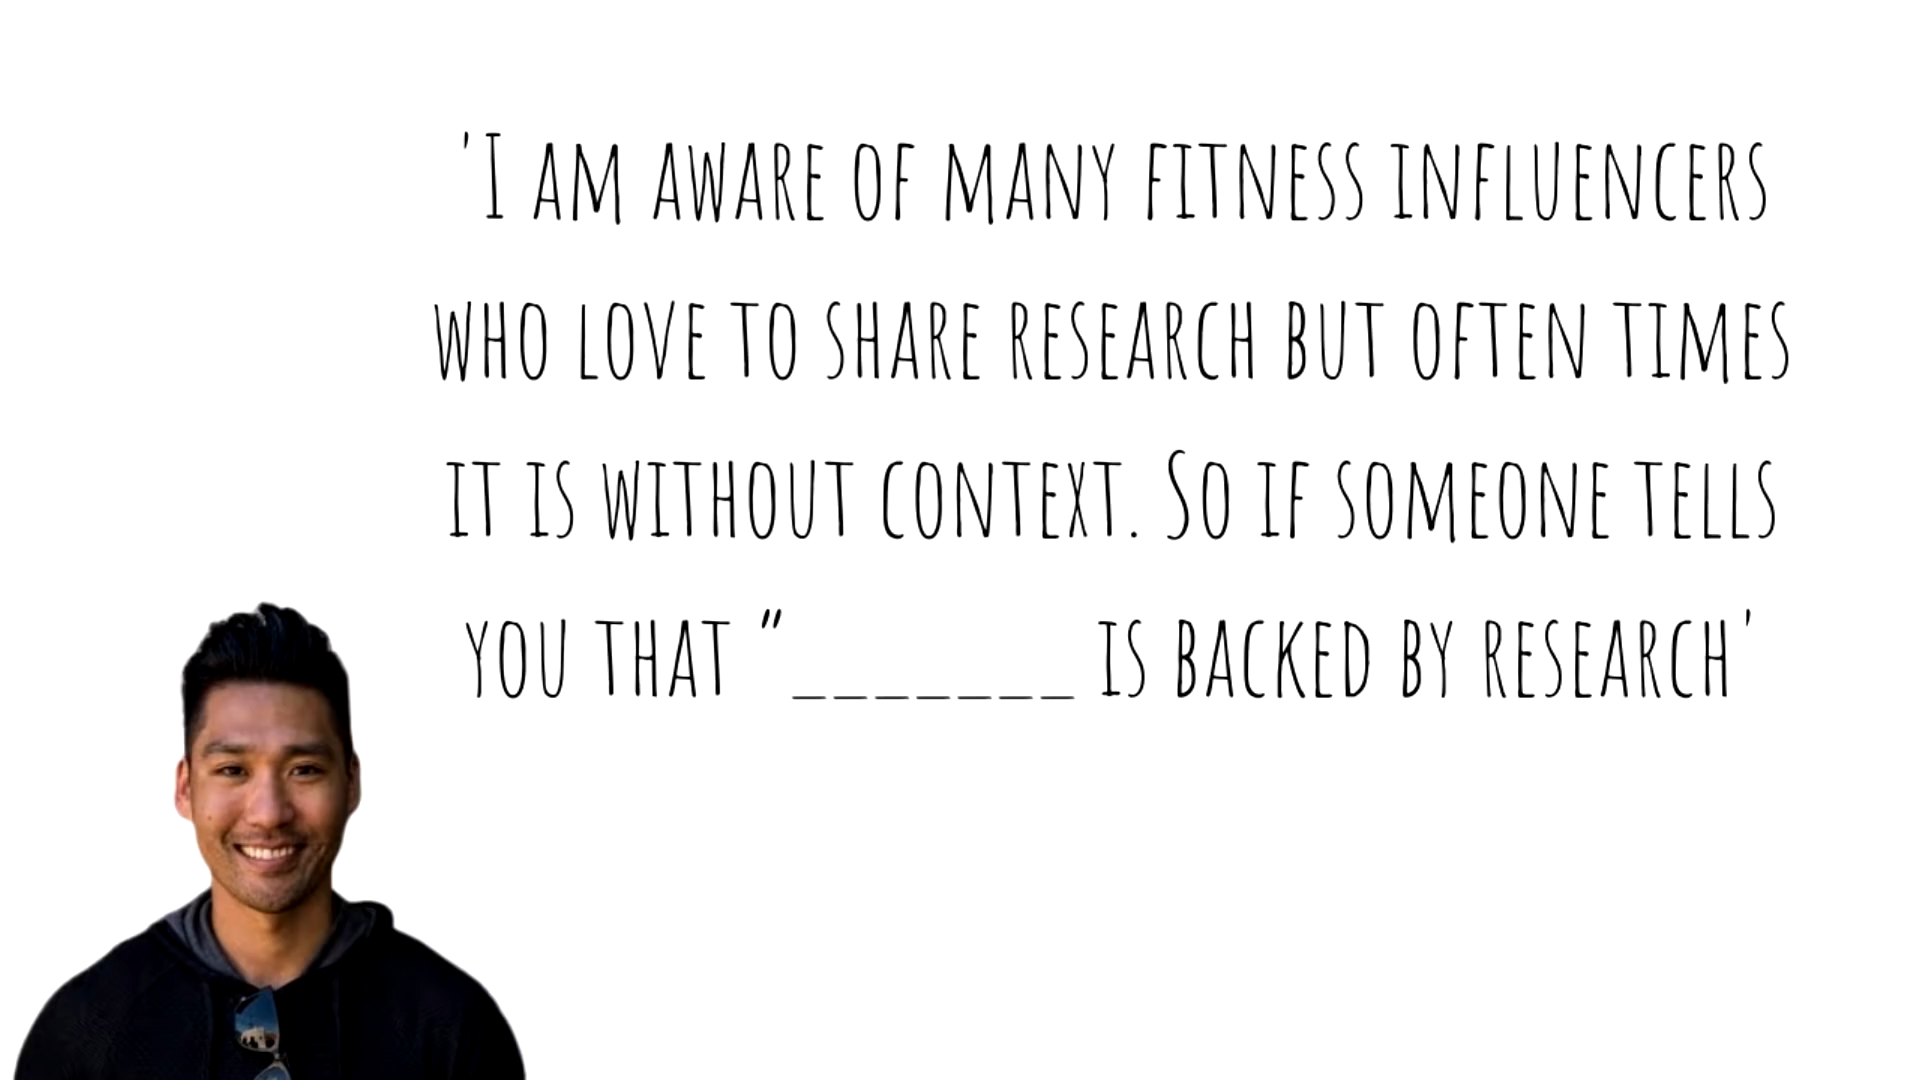 'I am aware of many fitness influencers
who love to share research but often times
it is without context. So if someone tells
you that "_______ is backed by research'